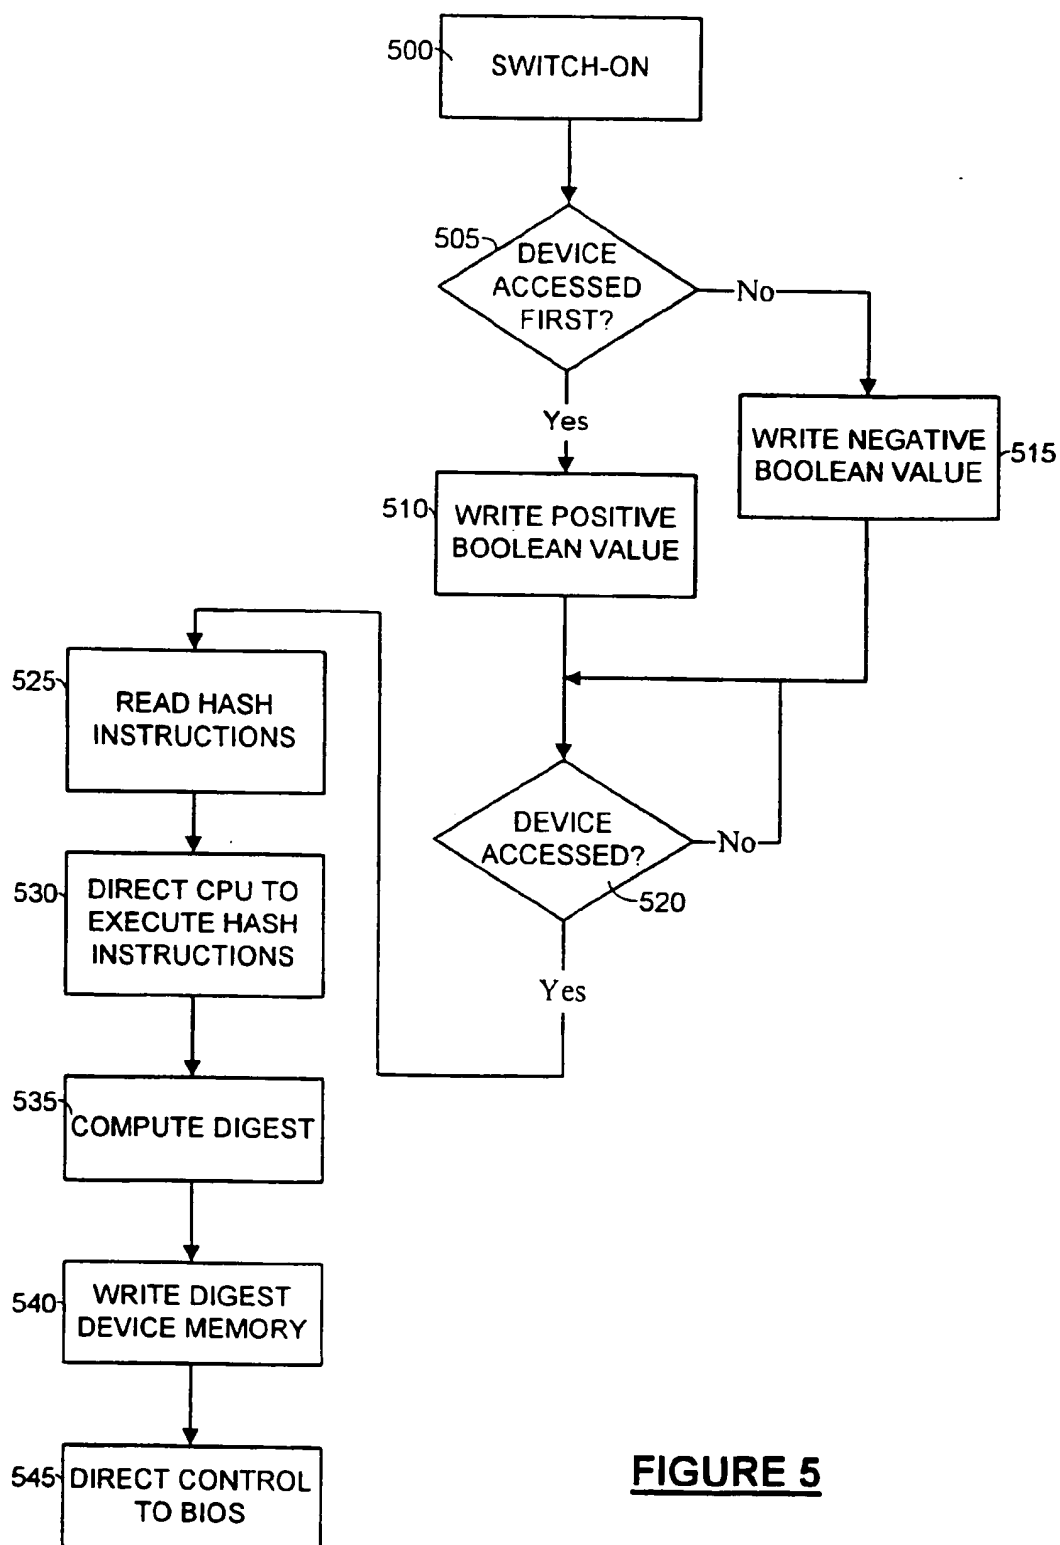 500
SWITCH-ON
505
DEVICE
ACCESSED
FIRST?
No
Yes
WRITE NEGATIVE
BOOLEAN VALUE
515
510
WRITE POSITIVE
BOOLEAN VALUE
525
READ HASH
INSTRUCTIONS
DEVICE
ACCESSED?
No
520
Yes
530
DIRECT CPU TO
EXECUTE HASH
INSTRUCTIONS
535
COMPUTE DIGEST
540
WRITE DIGEST
DEVICE MEMORY
545
DIRECT CONTROL
TO BIOS
FIGURE 5